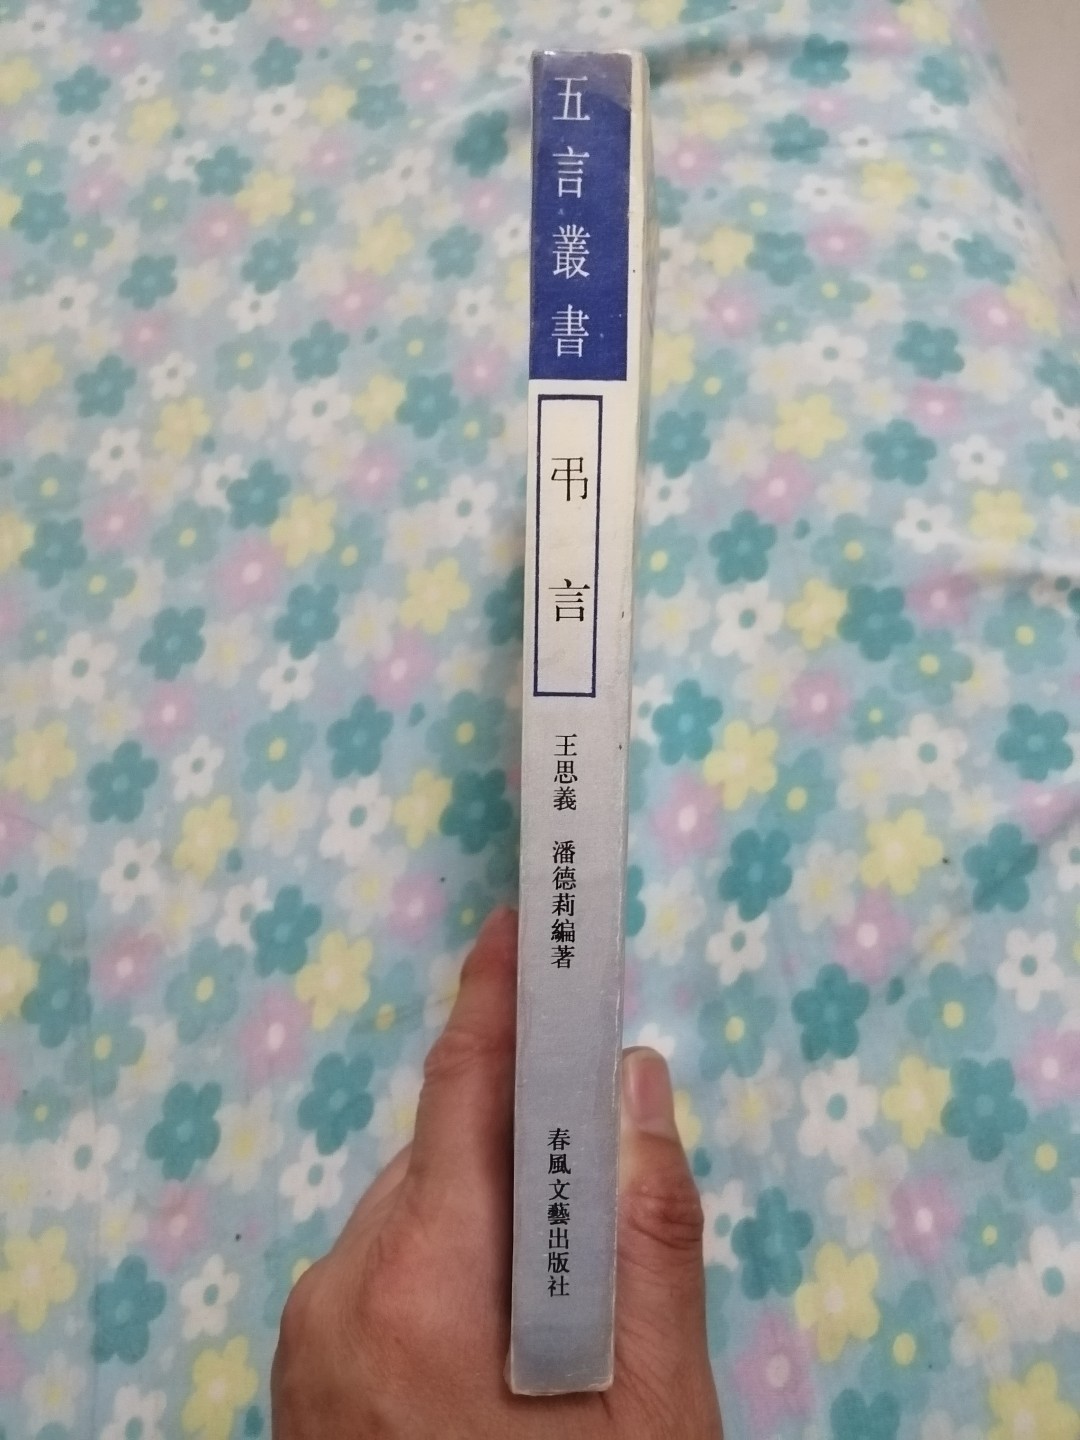 五言叢書
弔言
王思義 潘德莉編著
春風文藝出版社